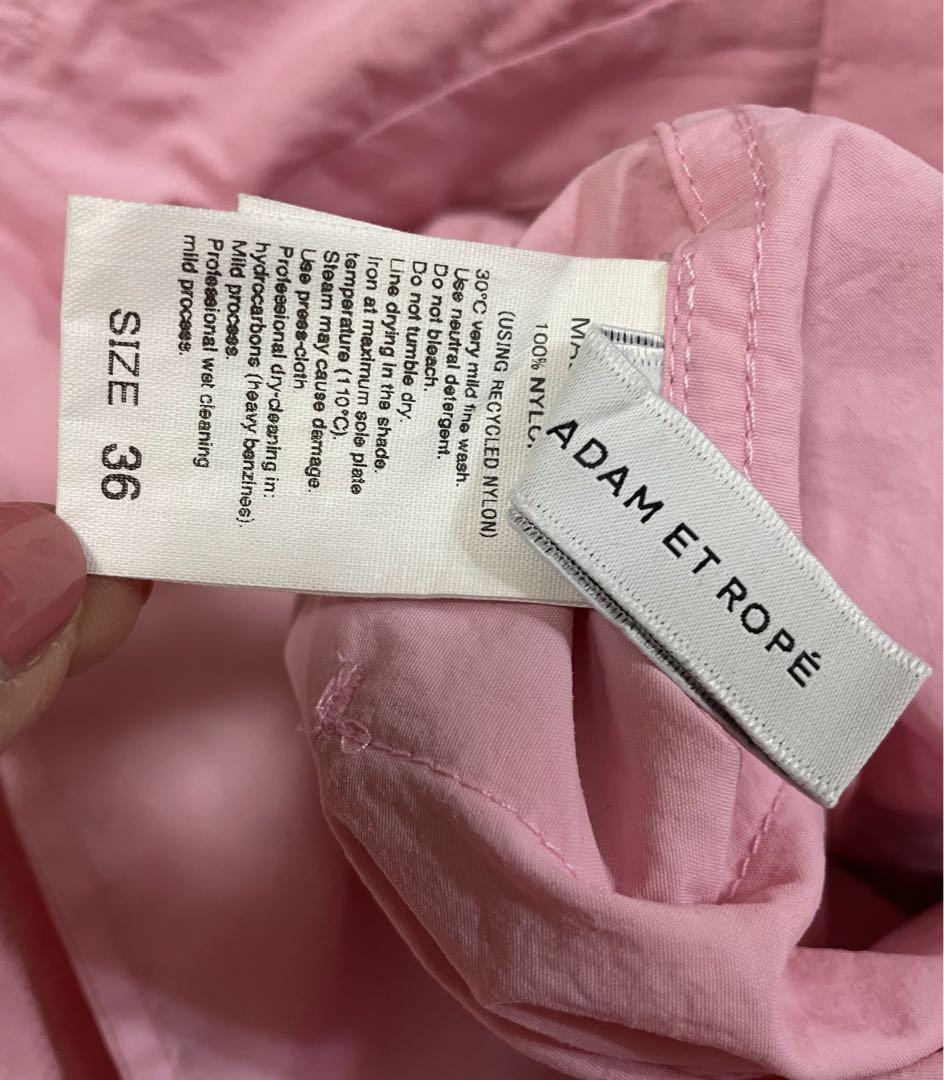 100% NYLO
(USING RECYCLED NYLON)
30°C very mild fine wash.
Use neutral detergent.
Do not bleach.
Do not tumble dry.
Line drying in the shade.
Iron at maximum sole plate
temperature (110°C).
Steam may cause damage.
Use press-cloth
Professional dry-cleaning in:
hydrocarbons (heavy benzines).
Mild process.
Professional wet cleaning
mild process.
SIZE 36
ADAM ET ROPÉ